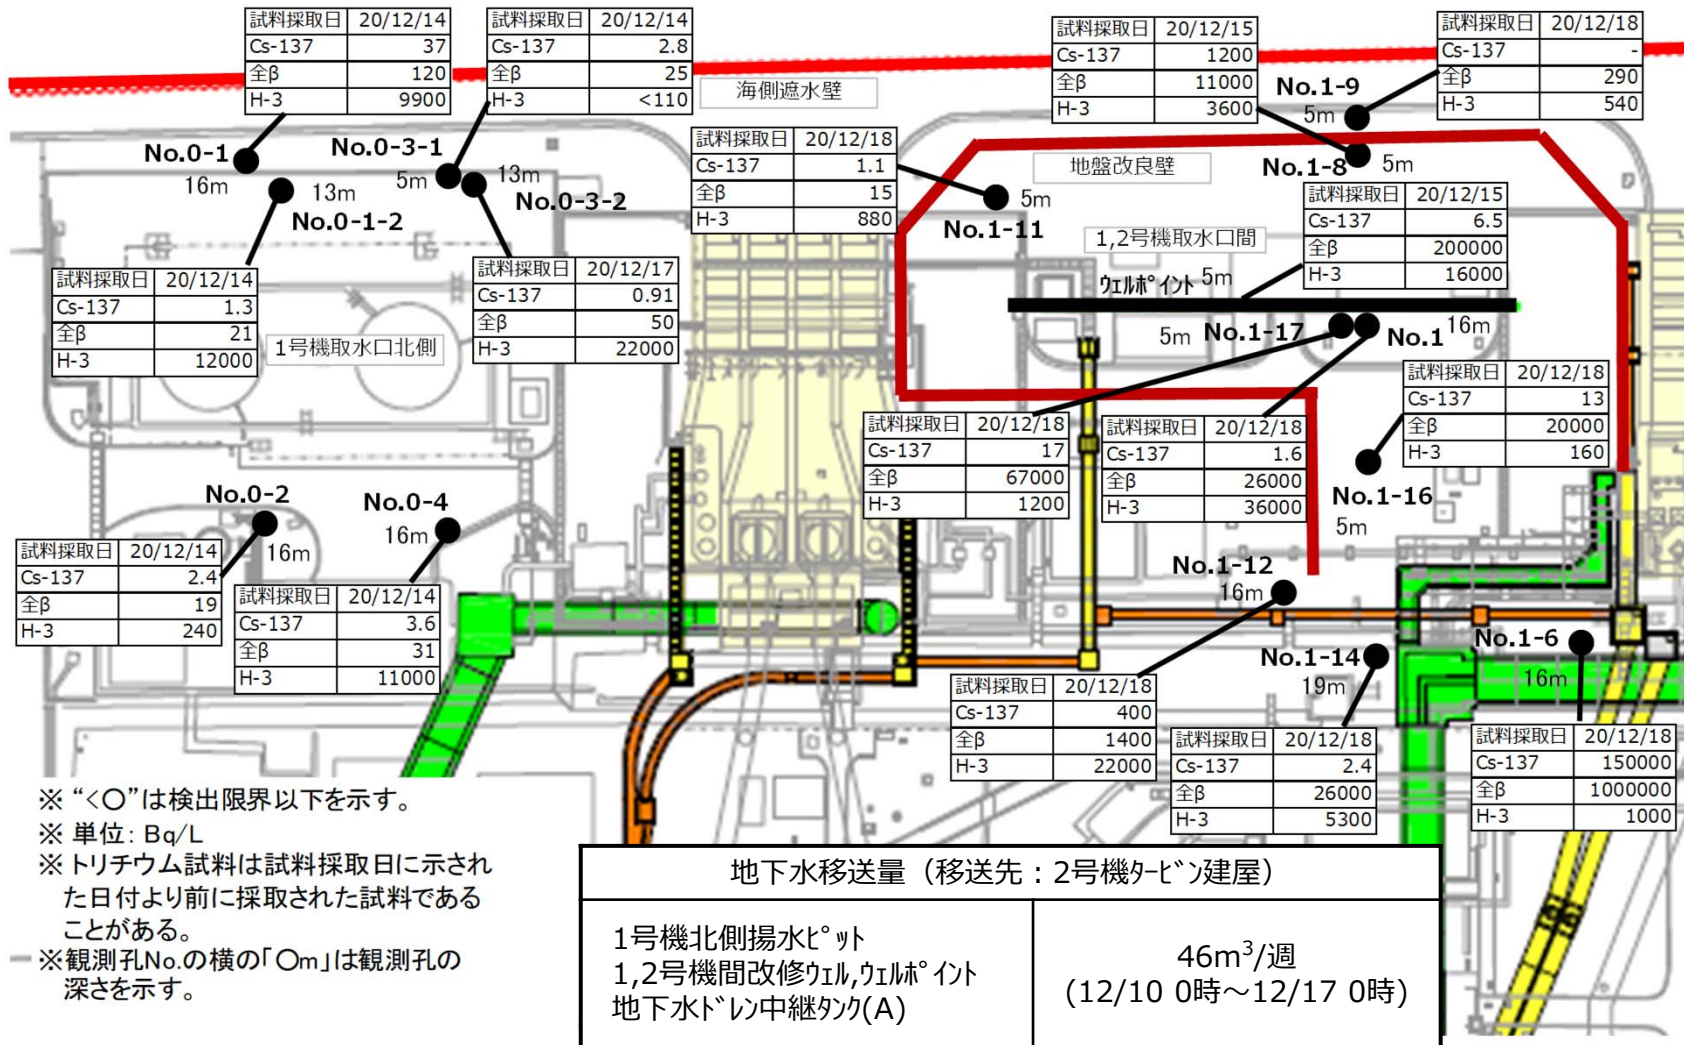 試料採取日 20/12/14
Cs-137 37
全β 120
H-3 9900
試料採取日 20/12/14
Cs-137 2.8
全β 25
H-3 <110
海側遮水壁
試料採取日 20/12/15
Cs-137 1200
全β 11000
H-3 3600
試料採取日 20/12/18
Cs-137 -
全β 290
H-3 540
No.1-9
5m
No.0-1
16m
No.0-3-1
5m
13m
No.0-3-2
13m
No.0-1-2
試料採取日 20/12/18
Cs-137 1.1
全β 15
H-3 880
地盤改良壁
No.1-8
5m
5m
No.1-11
試料採取日 20/12/15
Cs-137 6.5
全β 200000
H-3 16000
1,2号機取水口間
ウェルポイント 5m
試料採取日 20/12/14
Cs-137 1.3
全β 21
H-3 12000
1号機取水口北側
試料採取日 20/12/17
Cs-137 0.91
全β 50
H-3 22000
5m
No.1-17
No.1
16m
試料採取日 20/12/18
Cs-137 13
全β 20000
H-3 160
試料採取日 20/12/18
Cs-137 17
全β 67000
H-3 1200
試料採取日 20/12/18
Cs-137 1.6
全β 26000
H-3 36000
No.1-16
5m
No.0-2
16m
No.0-4
16m
試料採取日 20/12/14
Cs-137 2.4
全β 19
H-3 240
試料採取日 20/12/14
Cs-137 3.6
全β 31
H-3 11000
No.1-12
16m
No.1-14
19m
No.1-6
16m
試料採取日 20/12/18
Cs-137 400
全β 1400
H-3 22000
試料採取日 20/12/18
Cs-137 2.4
全β 26000
H-3 5300
試料採取日 20/12/18
Cs-137 150000
全β 1000000
H-3 1000
※ “<〇”は検出限界以下を示す。
※ 単位: Bq/L
※ トリチウム試料は試料採取日に示され
た日付より前に採取された試料である
ことがある。
※観測孔No.の横の「〇m」は観測孔の
深さを示す。
地下水移送量（移送先：2号機タービン建屋）
1号機北側揚水ピット
1,2号機間改修ウェル,ウェルポイント
地下水ドレン中継タンク(A)
46m³/週
(12/10 0時～12/17 0時)